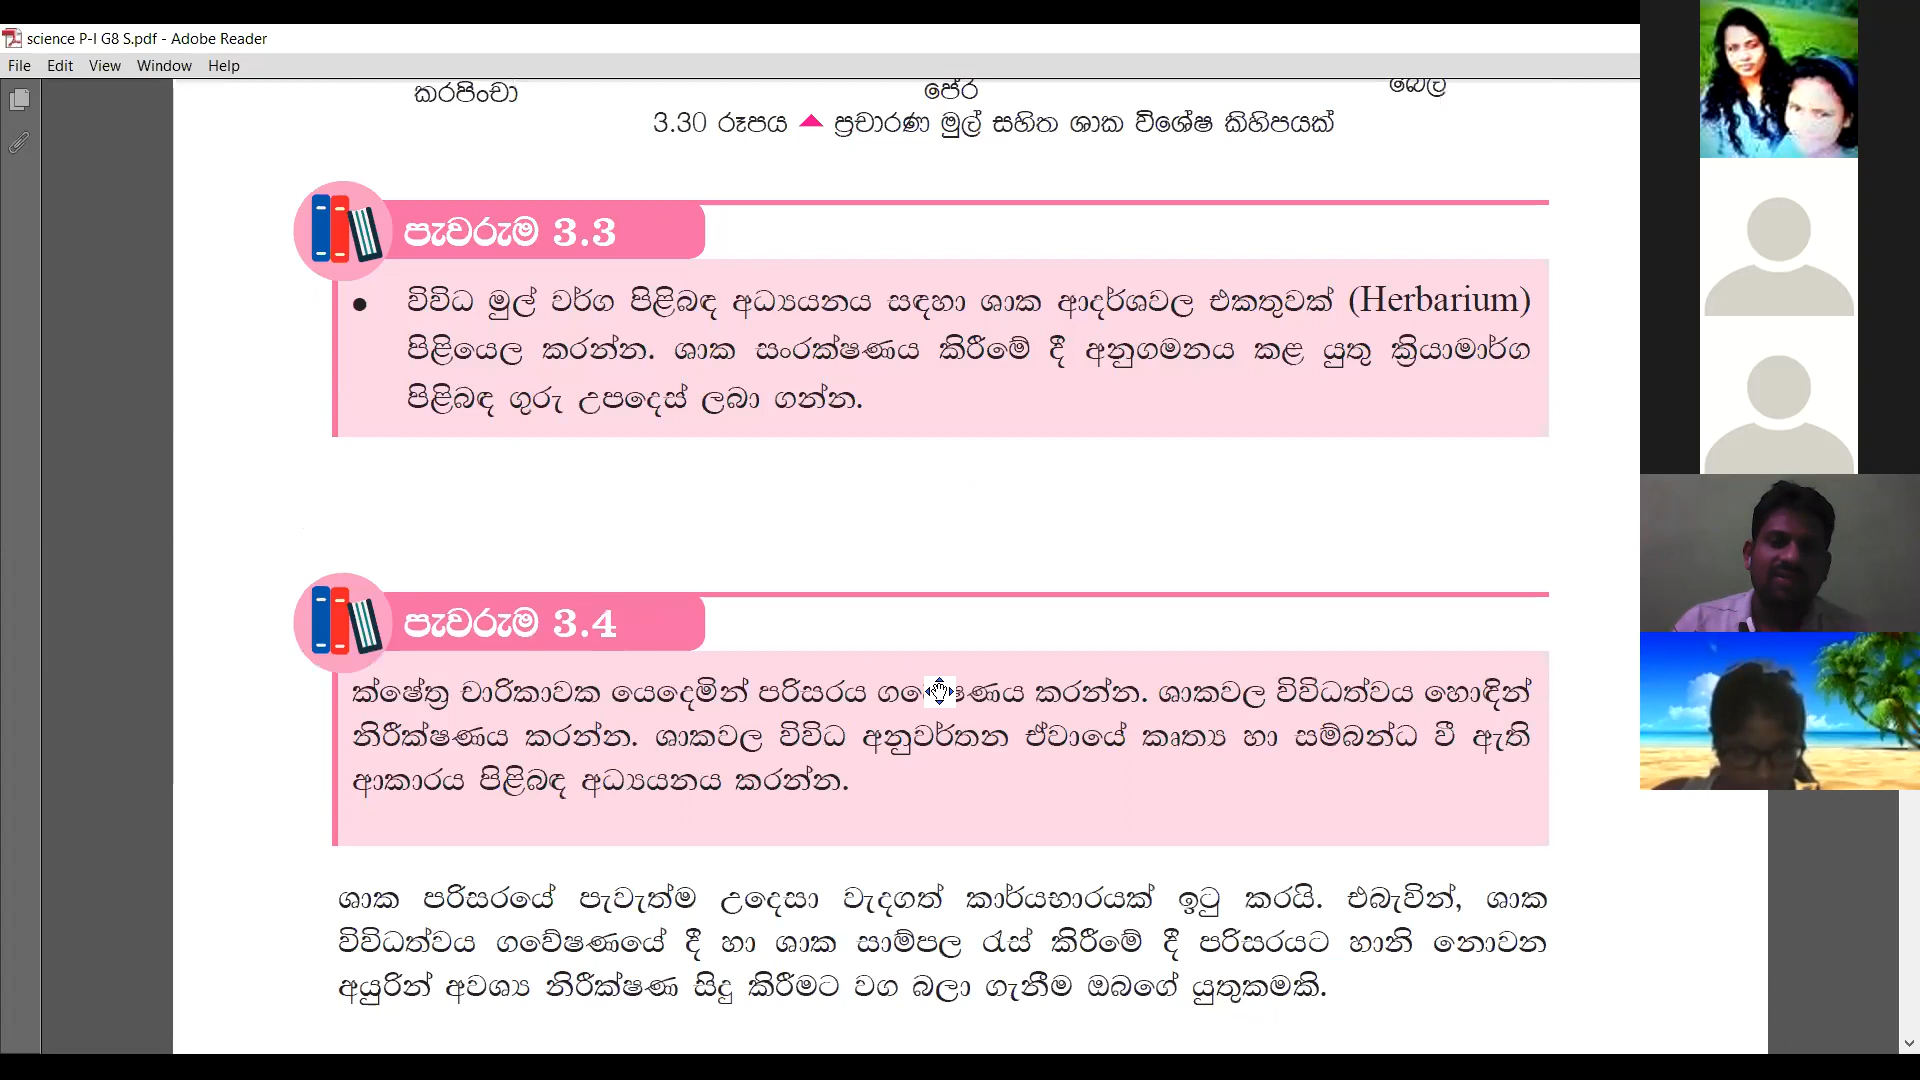 science P-I G8 S.pdf - Adobe Reader
File Edit View Window Help
කරපිංචා පේර බෙලි
3.30 රූපය ▲ ප්‍රචාරණ මුල් සහිත ශාක විශේෂ කිහිපයක්
පැවරුම 3.3
● විවිධ මුල් වර්ග පිළිබඳ අධ්‍යයනය සඳහා ශාක ආදර්ශවල එකතුවක් (Herbarium)
පිළියෙල කරන්න. ශාක සංරක්ෂණය කිරීමේ දී අනුගමනය කළ යුතු ක්‍රියාමාර්ග
පිළිබඳ ගුරු උපදෙස් ලබා ගන්න.
පැවරුම 3.4
ක්ෂේත්‍ර චාරිකාවක යෙදෙමින් පරිසරය කරන්න. ශාකවල විවිධත්වය හොඳින්
නිරීක්ෂණය කරන්න. ශාකවල විවිධ අනුවර්තන ඒවායේ කෘත්‍ය හා සම්බන්ධ වී ඇති
ආකාරය පිළිබඳ අධ්‍යයනය කරන්න.
ශාක පරිසරයේ පැවැත්ම උදෙසා වැදගත් කාර්යභාරයක් ඉටු කරයි. එබැවින්, ශාක
විවිධත්වය ගවේෂණයේ දී හා ශාක සාම්පල රැස් කිරීමේ දී පරිසරයට හානි නොවන
අයුරින් අවශ්‍ය නිරීක්ෂණ සිදු කිරීමට වග බලා ගැනීම ඔබගේ යුතුකමකි.